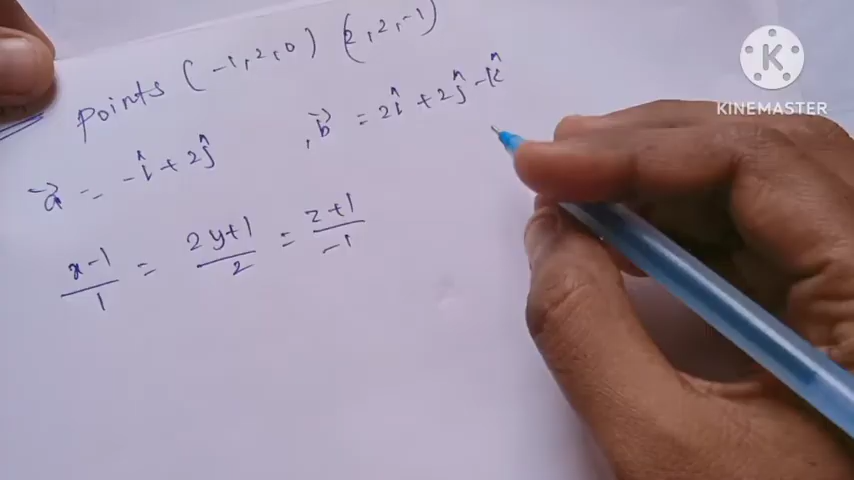 points (-1, 2, 0) (2, 2, -1)
a⃗ = -î + 2ĵ , b⃗ = 2î + 2ĵ - k̂
x-1/1 = 2y+1/2 = z+1/-1
KINEMASTER